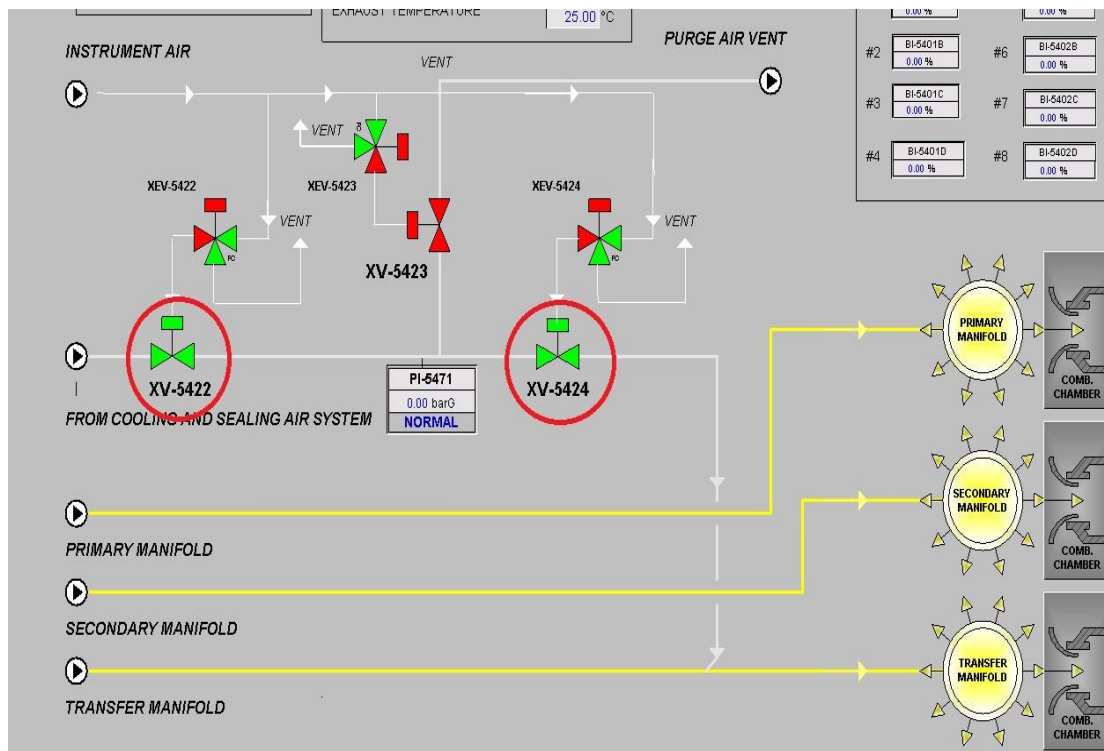 EXHAUST TEMPERATURE
25.00 °C
0.00 %
0.00 %
INSTRUMENT AIR
VENT
PURGE AIR VENT
#2
BI-5401B
0.00 %
#6
BI-5402B
0.00 %
#3
BI-5401C
0.00 %
#7
BI-5402C
0.00 %
#4
BI-5401D
0.00 %
#8
BI-5402D
0.00 %
VENT
XEV-5422
XEV-5423
XEV-5424
VENT
FO
VENT
FO
XV-5423
PRIMARY
MANIFOLD
COMB.
CHAMBER
XV-5422
PI-5471
0.00 barG
NORMAL
XV-5424
FROM COOLING AND SEALING AIR SYSTEM
SECONDARY
MANIFOLD
COMB.
CHAMBER
PRIMARY MANIFOLD
SECONDARY MANIFOLD
TRANSFER
MANIFOLD
COMB.
CHAMBER
TRANSFER MANIFOLD